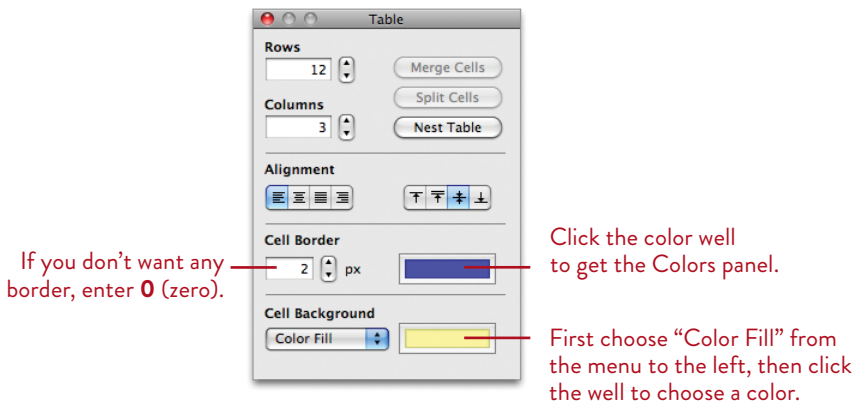 Table
Rows
12
Merge Cells
Split Cells
Columns
3
Nest Table
Alignment
Cell Border
2 px
If you don’t want any
border, enter 0 (zero).
Click the color well
to get the Colors panel.
Cell Background
Color Fill
First choose “Color Fill” from
the menu to the left, then click
the well to choose a color.